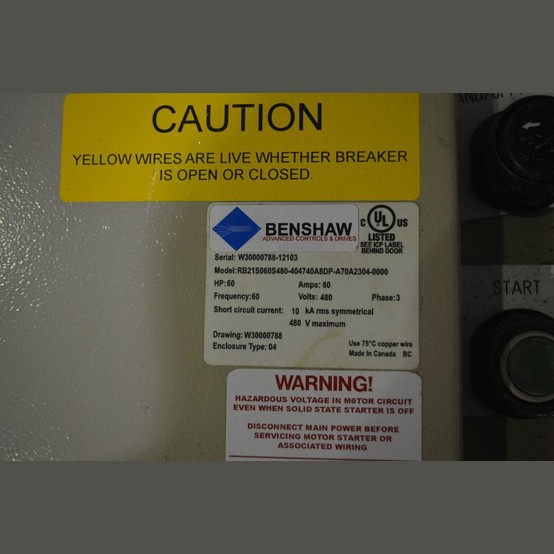 CAUTION
YELLOW WIRES ARE LIVE WHETHER BREAKER
IS OPEN OR CLOSED.
BENSHAW
ADVANCED CONTROLS & DRIVES
C UL US
LISTED
SEE ICP LABEL
BEHIND DOOR
Serial: W30000788-12103
Model: RB21S060S480-404740A8DP-A70A2304-0000
HP: 60 Amps: 80
Frequency: 60 Volts: 480 Phase: 3
Short circuit current: 10 kA rms symmetrical
480 V maximum
Drawing: W30000788
Enclosure Type: 04
Use 75°C copper wire
Made In Canada BC
WARNING!
HAZARDOUS VOLTAGE IN MOTOR CIRCUIT
EVEN WHEN SOLID STATE STARTER IS OFF
DISCONNECT MAIN POWER BEFORE
SERVICING MOTOR STARTER OR
ASSOCIATED WIRING
START